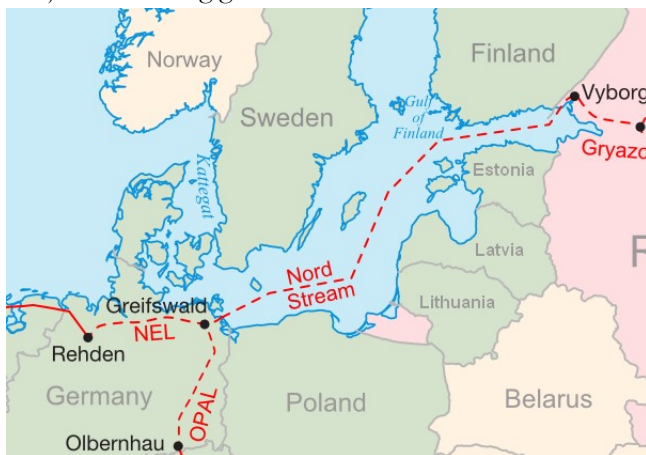 Norway
Finland
Sweden
Vyborg
Gulf
of
Finland
Gryazo
Kattegat
Estonia
Latvia
Nord
Stream
Lithuania
Greifswald
NEL
Rehden
Germany
OPAL
Poland
Belarus
Olbernhau
R